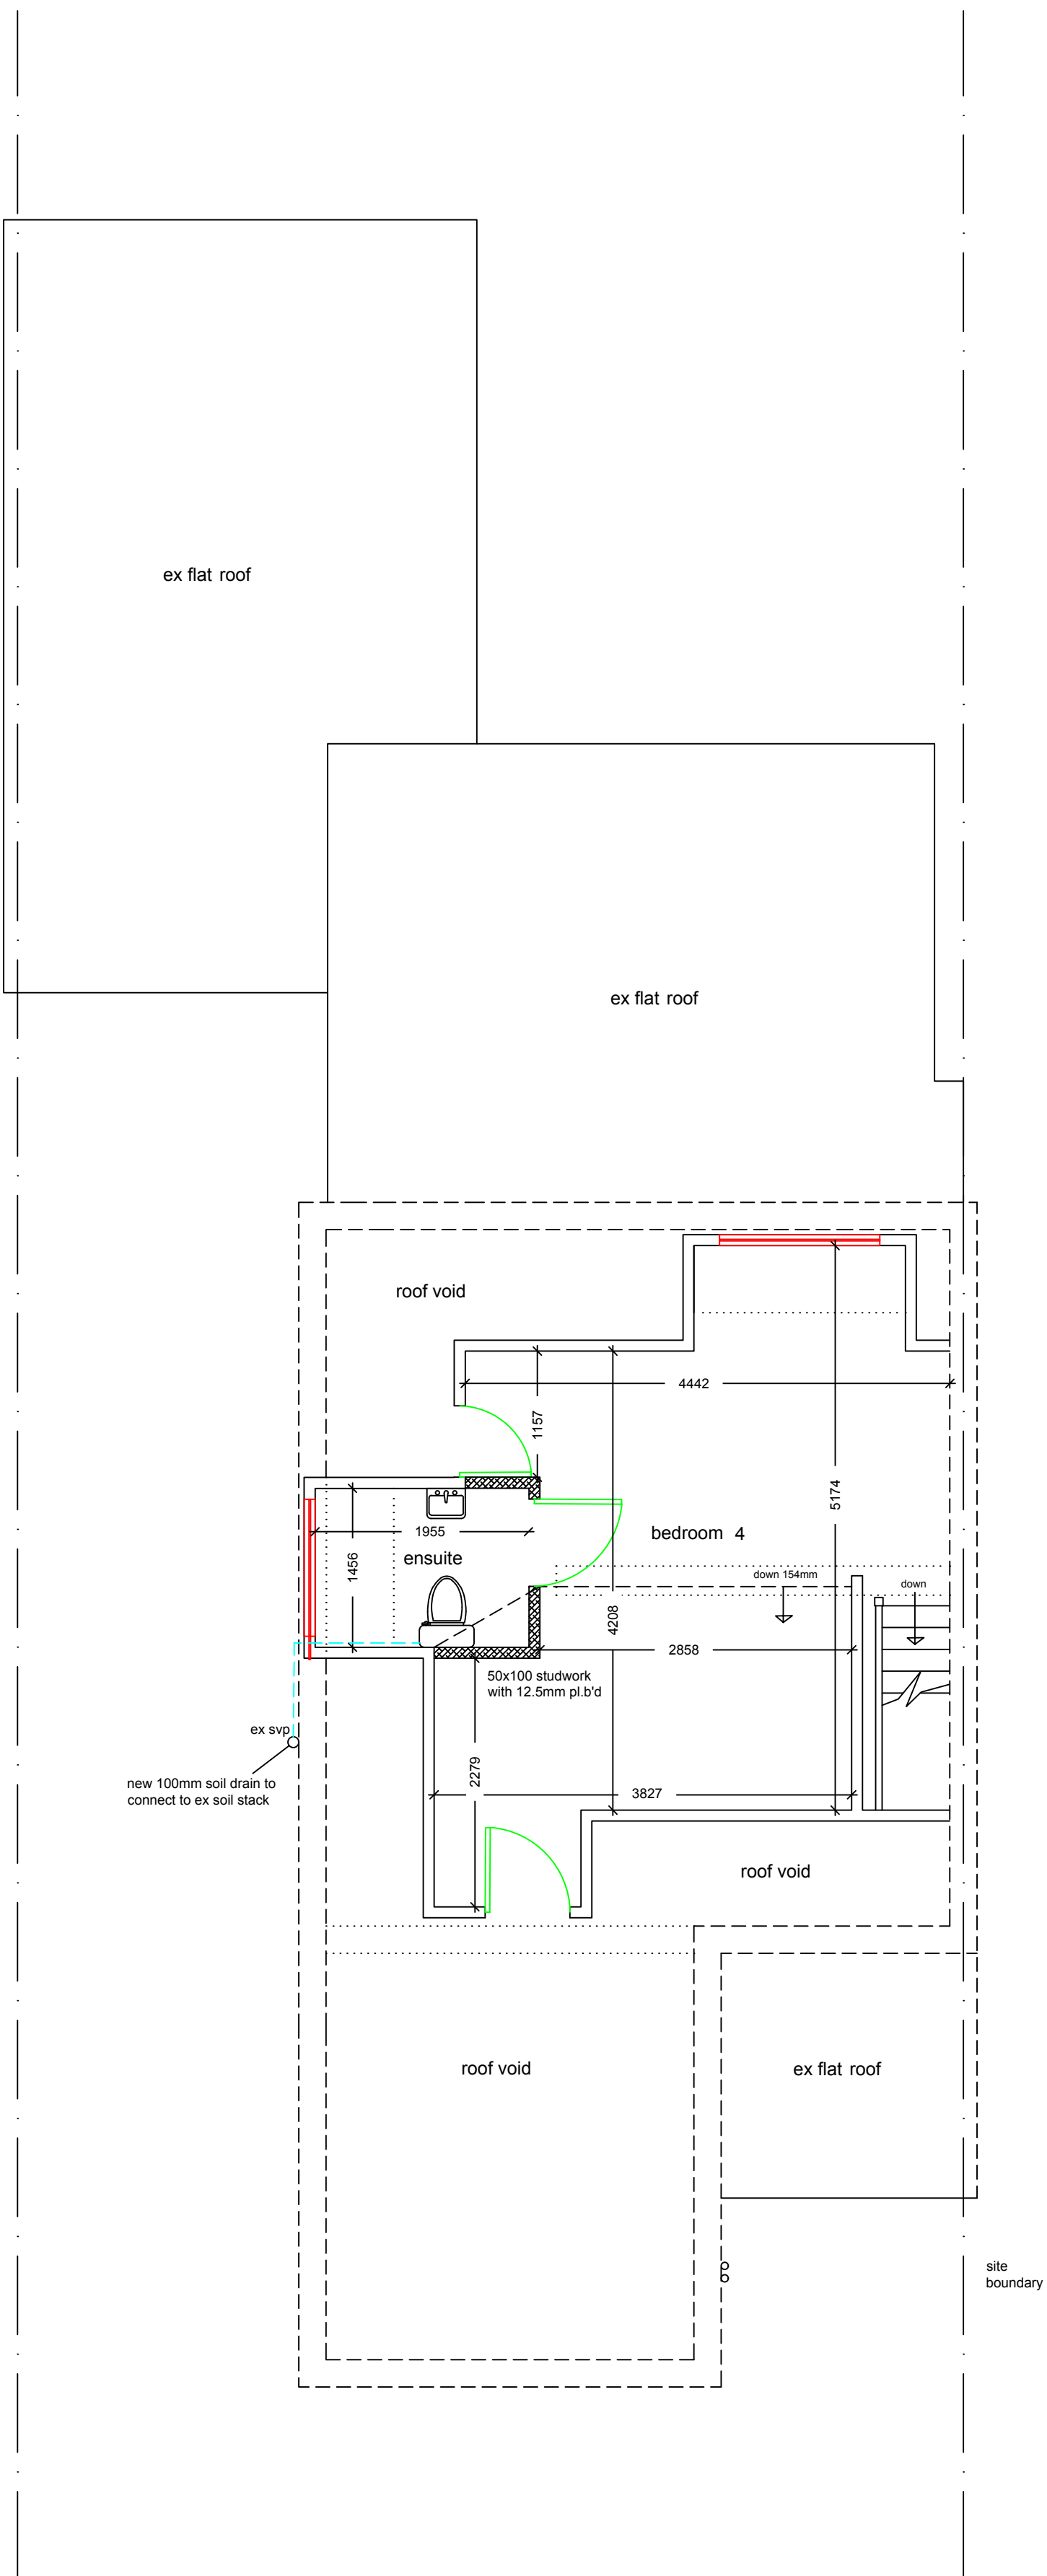 ex flat roof
ex flat roof
roof void
4442
1157
5174
1955
bedroom 4
ensuite
1456
down 154mm
down
4208
2858
50x100 studwork
with 12.5mm pl.b'd
ex svp
2279
new 100mm soil drain to
connect to ex soil stack
3827
roof void
roof void
ex flat roof
site
boundary